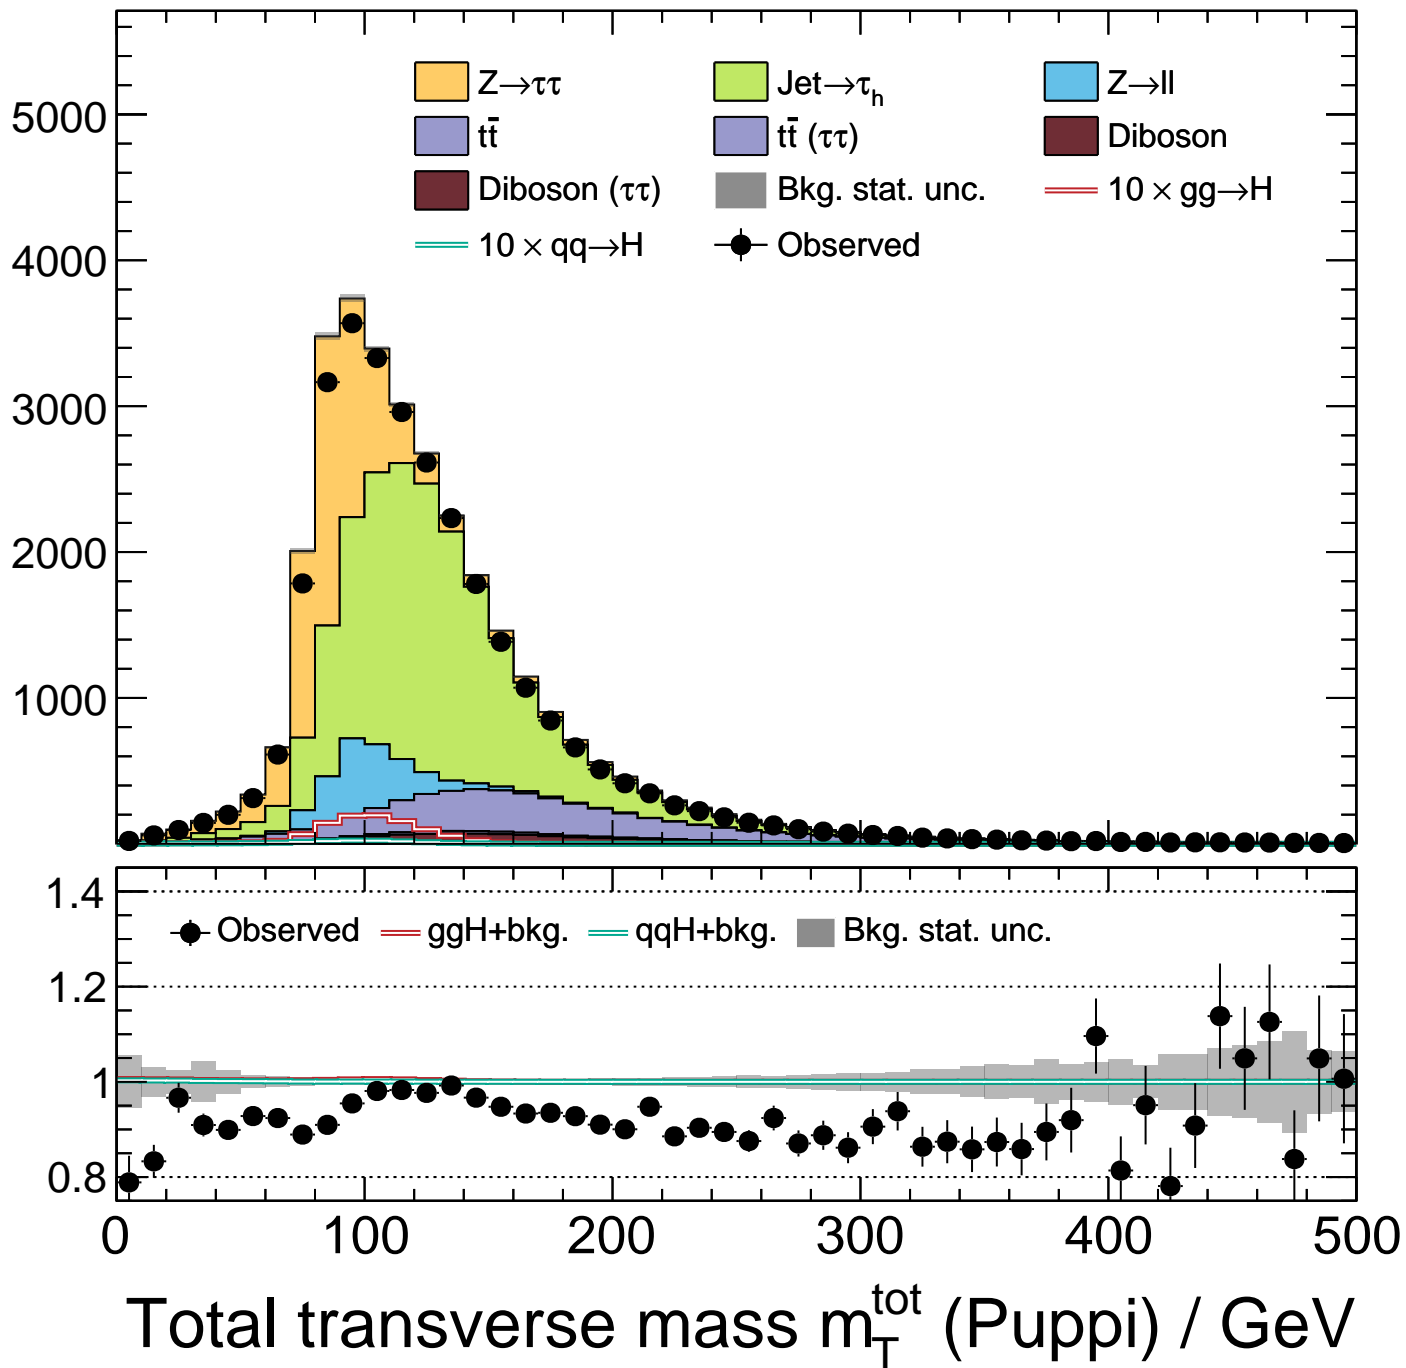 5000
4000
3000
2000
1000
Z→ττ Jet→τh Z→ll
tt̄ tt̄ (ττ) Diboson
Diboson (ττ) Bkg. stat. unc. 10 × gg→H
10 × qq→H Observed
1.4
1.2
1
0.8
Observed ggH+bkg. qqH+bkg. Bkg. stat. unc.
0 100 200 300 400 500
Total transverse mass m_T^tot (Puppi) / GeV